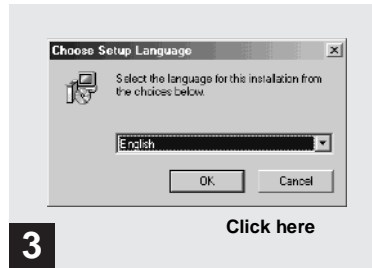 Choose Setup Language
Select the language for this installation from
the choices below.
English
OK
Cancel
Click here
3